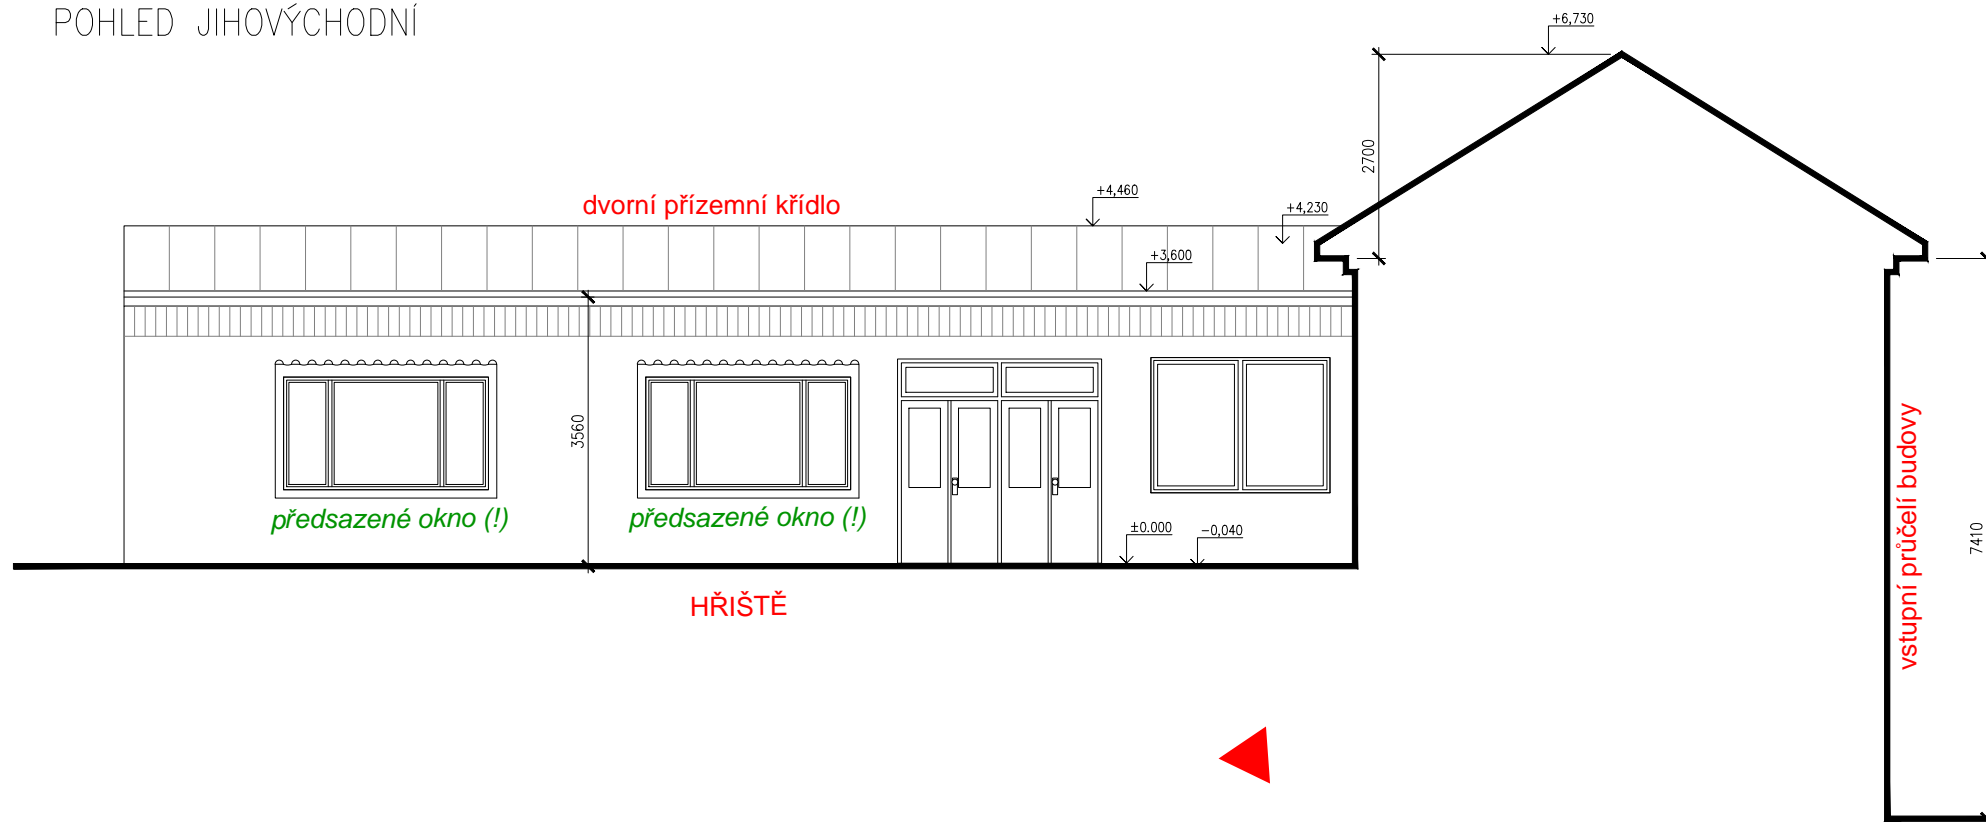 POHLED JIHOVÝCHODNÍ
+6,730
2700
dvorní přízemní křídlo
+4,460
+4,230
+3,600
3560
předsazené okno (!)
předsazené okno (!)
±0.000
-0,040
HŘIŠTĚ
vstupní průčelí budovy
7410